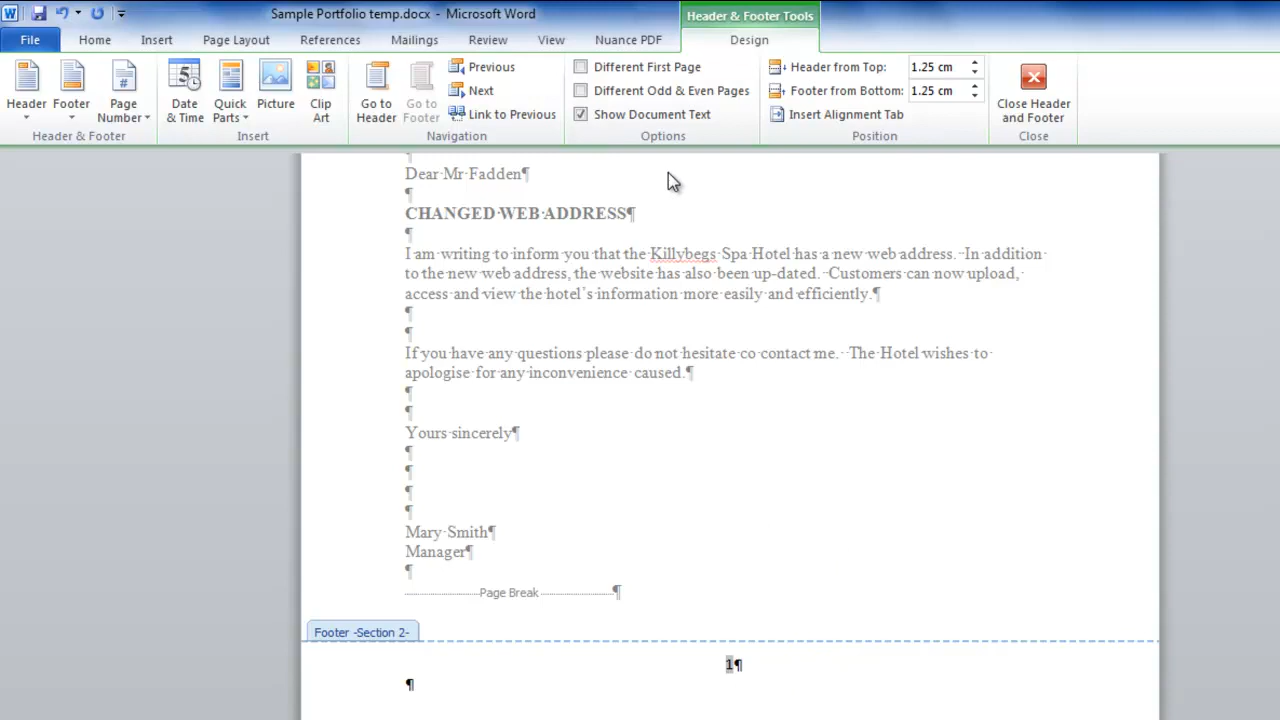 Sample Portfolio temp.docx - Microsoft Word
Header & Footer Tools
File Home Insert Page Layout References Mailings Review View Nuance PDF Design
Header Footer Page Number
Header & Footer
Date & Time Quick Parts Picture Clip Art
Insert
Go to Header Go to Footer
Previous
Next
Link to Previous
Navigation
Different First Page
Different Odd & Even Pages
Show Document Text
Options
Header from Top: 1.25 cm
Footer from Bottom: 1.25 cm
Insert Alignment Tab
Position
Close Header and Footer
Close
¶
Dear·Mr·Fadden¶
¶
CHANGED·WEB·ADDRESS¶
¶
I·am·writing·to·inform·you·that·the·Killybegs·Spa·Hotel·has·a·new·web·address.··In·addition·
to·the·new·web·address,·the·website·has·also·been·up-dated.··Customers·can·now·upload,·
access·and·view·the·hotel’s·information·more·easily·and·efficiently.¶
¶
¶
If·you·have·any·questions·please·do·not·hesitate·co·contact·me.··The·Hotel·wishes·to·
apologise·for·any·inconvenience·caused.¶
¶
¶
Yours·sincerely¶
¶
¶
¶
¶
Mary·Smith¶
Manager¶
¶
Page Break¶
Footer -Section 2-
1¶
¶